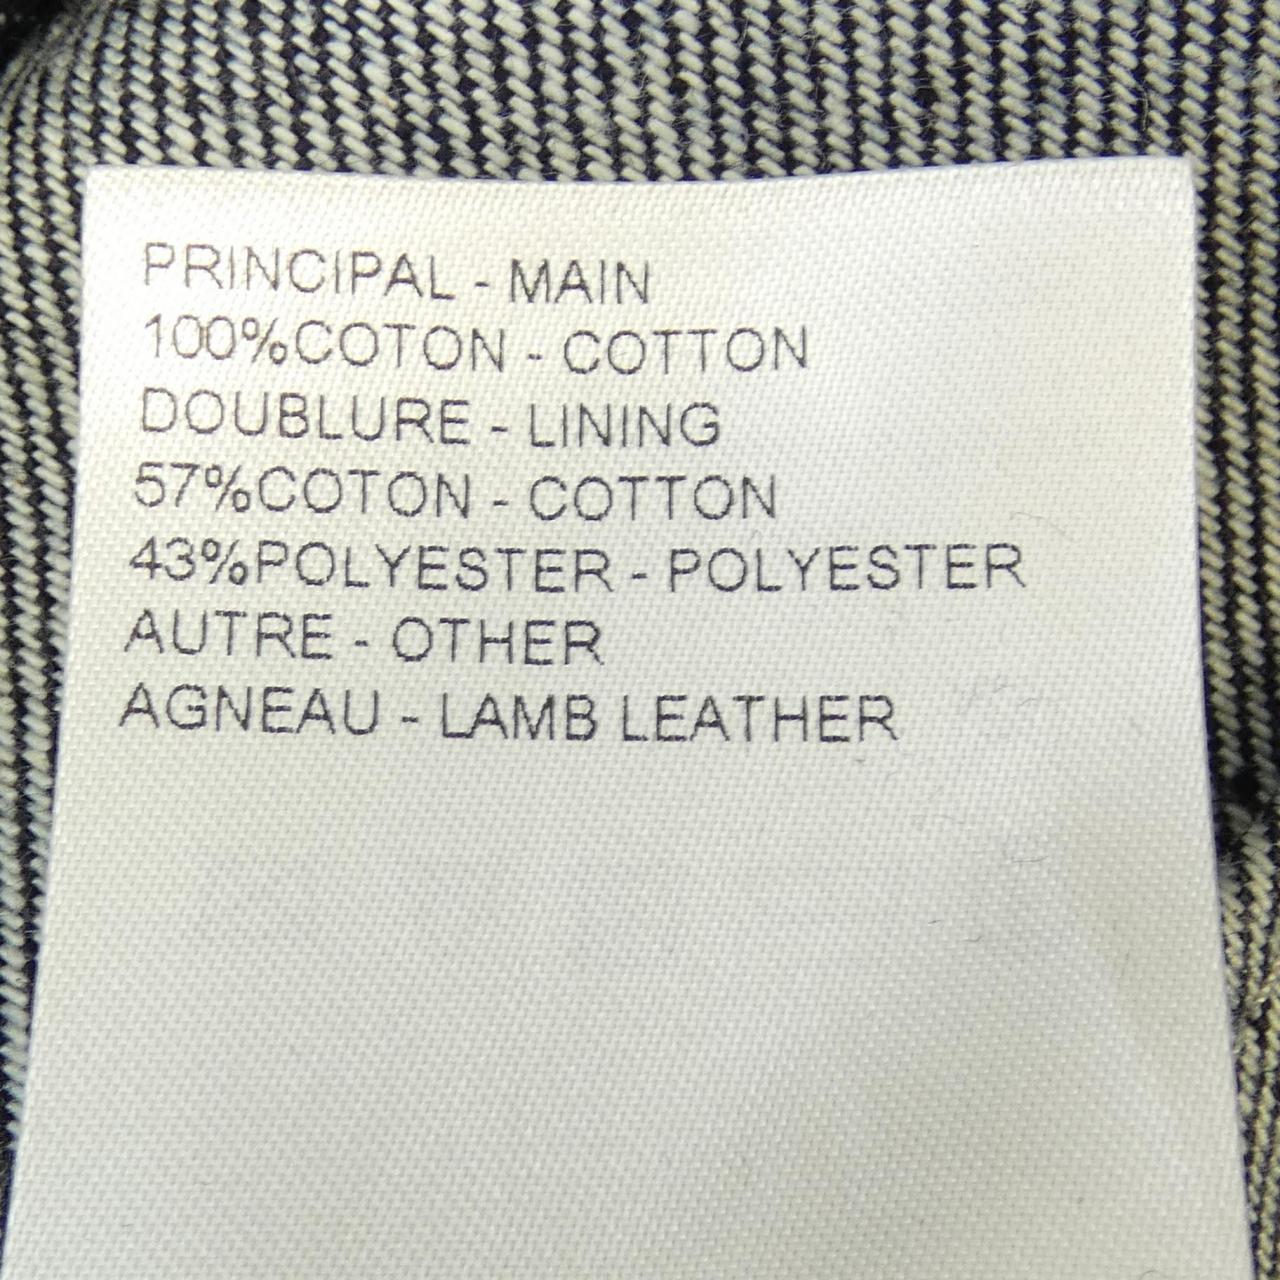 PRINCIPAL - MAIN
100%COTON - COTTON
DOUBLURE - LINING
57%COTON - COTTON
43%POLYESTER - POLYESTER
AUTRE - OTHER
AGNEAU - LAMB LEATHER